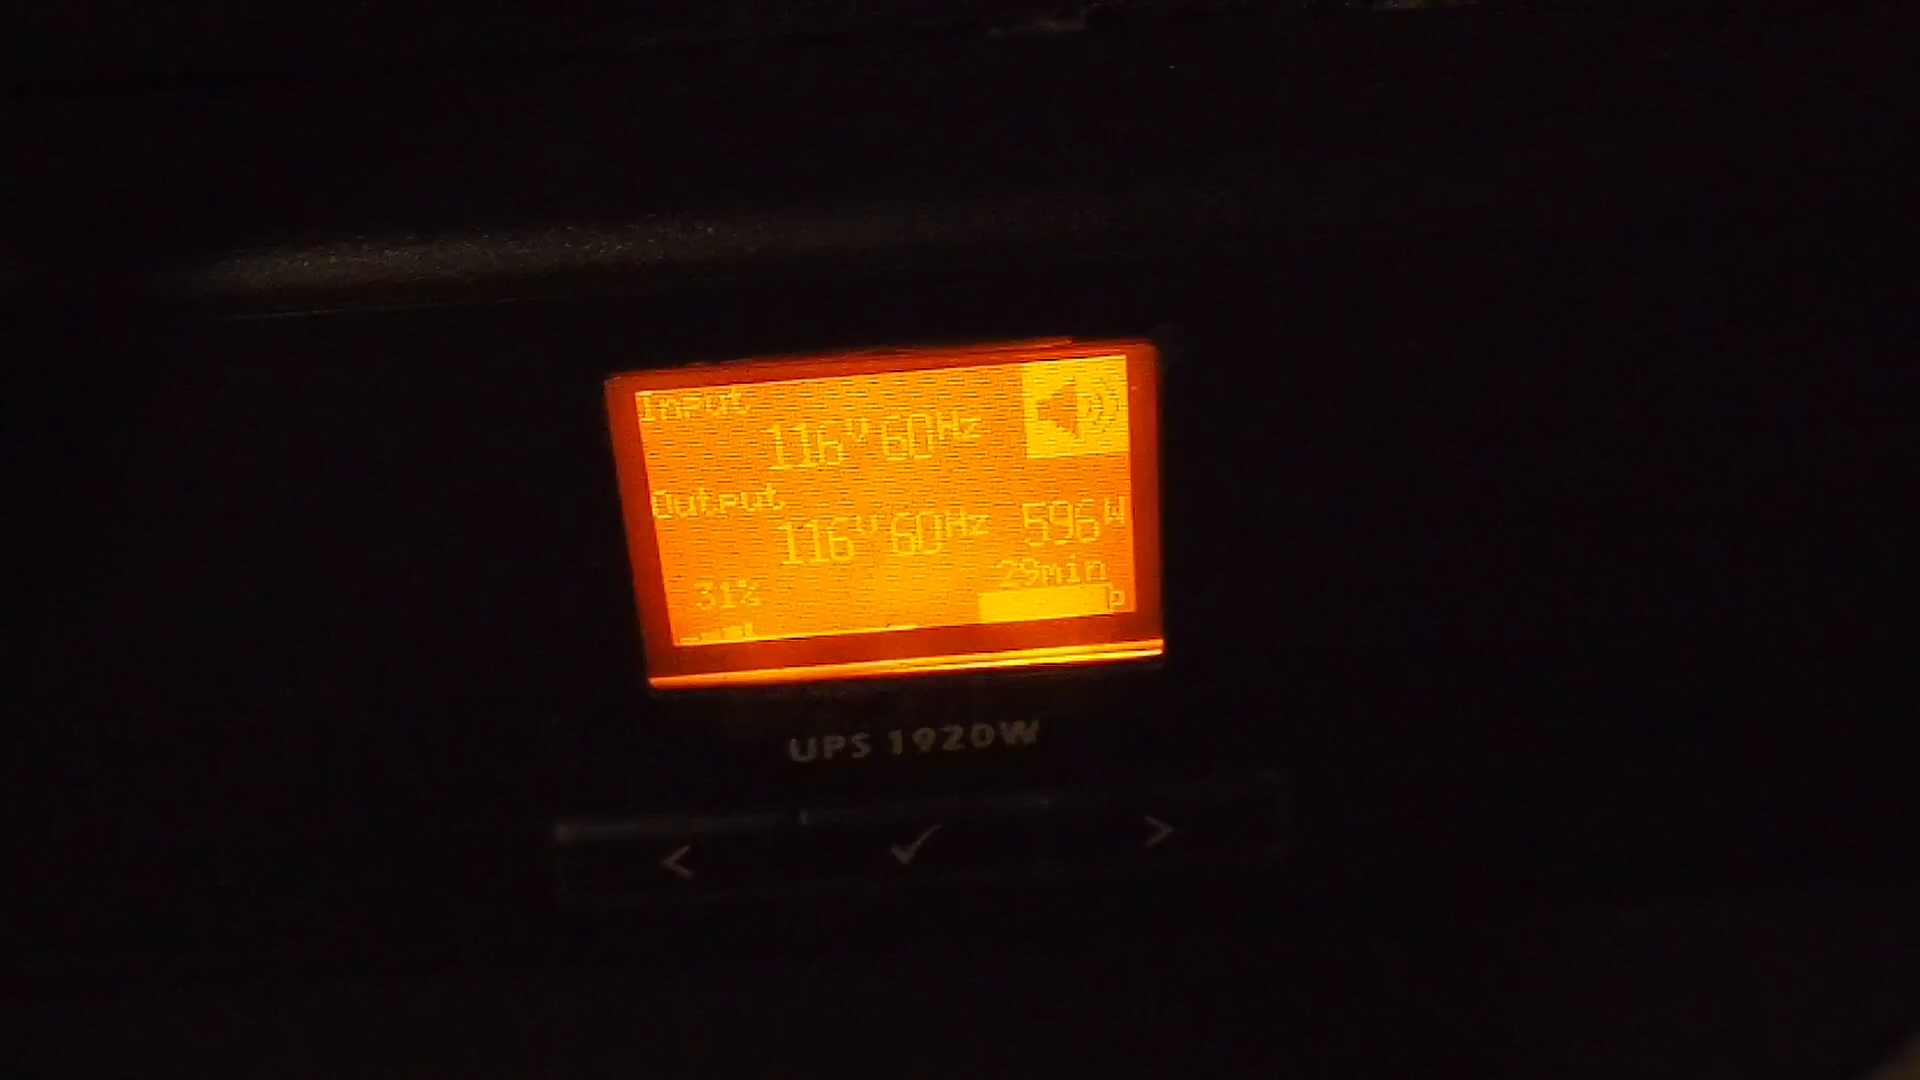 Input
116V 60Hz
Output
116V 60Hz 596W
29min
31%
UPS 1920W
< ✓ >